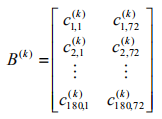 c_{1,1}^{(k)} c_{1,72}^{(k)}
c_{2,1}^{(k)} c_{2,72}^{(k)}
B^{(k)} = ⋮ ⋮
c_{180,1}^{(k)} c_{180,72}^{(k)}